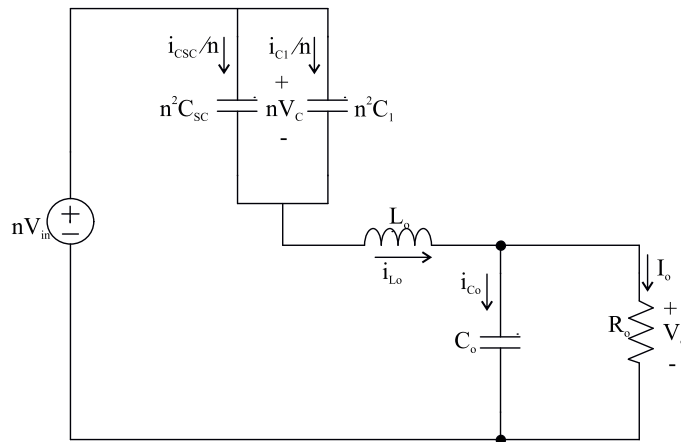 i_CSC/n i_C1/n
+
n²C_SC nV_C n²C_1
-
+
nV_in
−
L_o
i_Lo
i_Co I_o
+
C_o R_o V
-